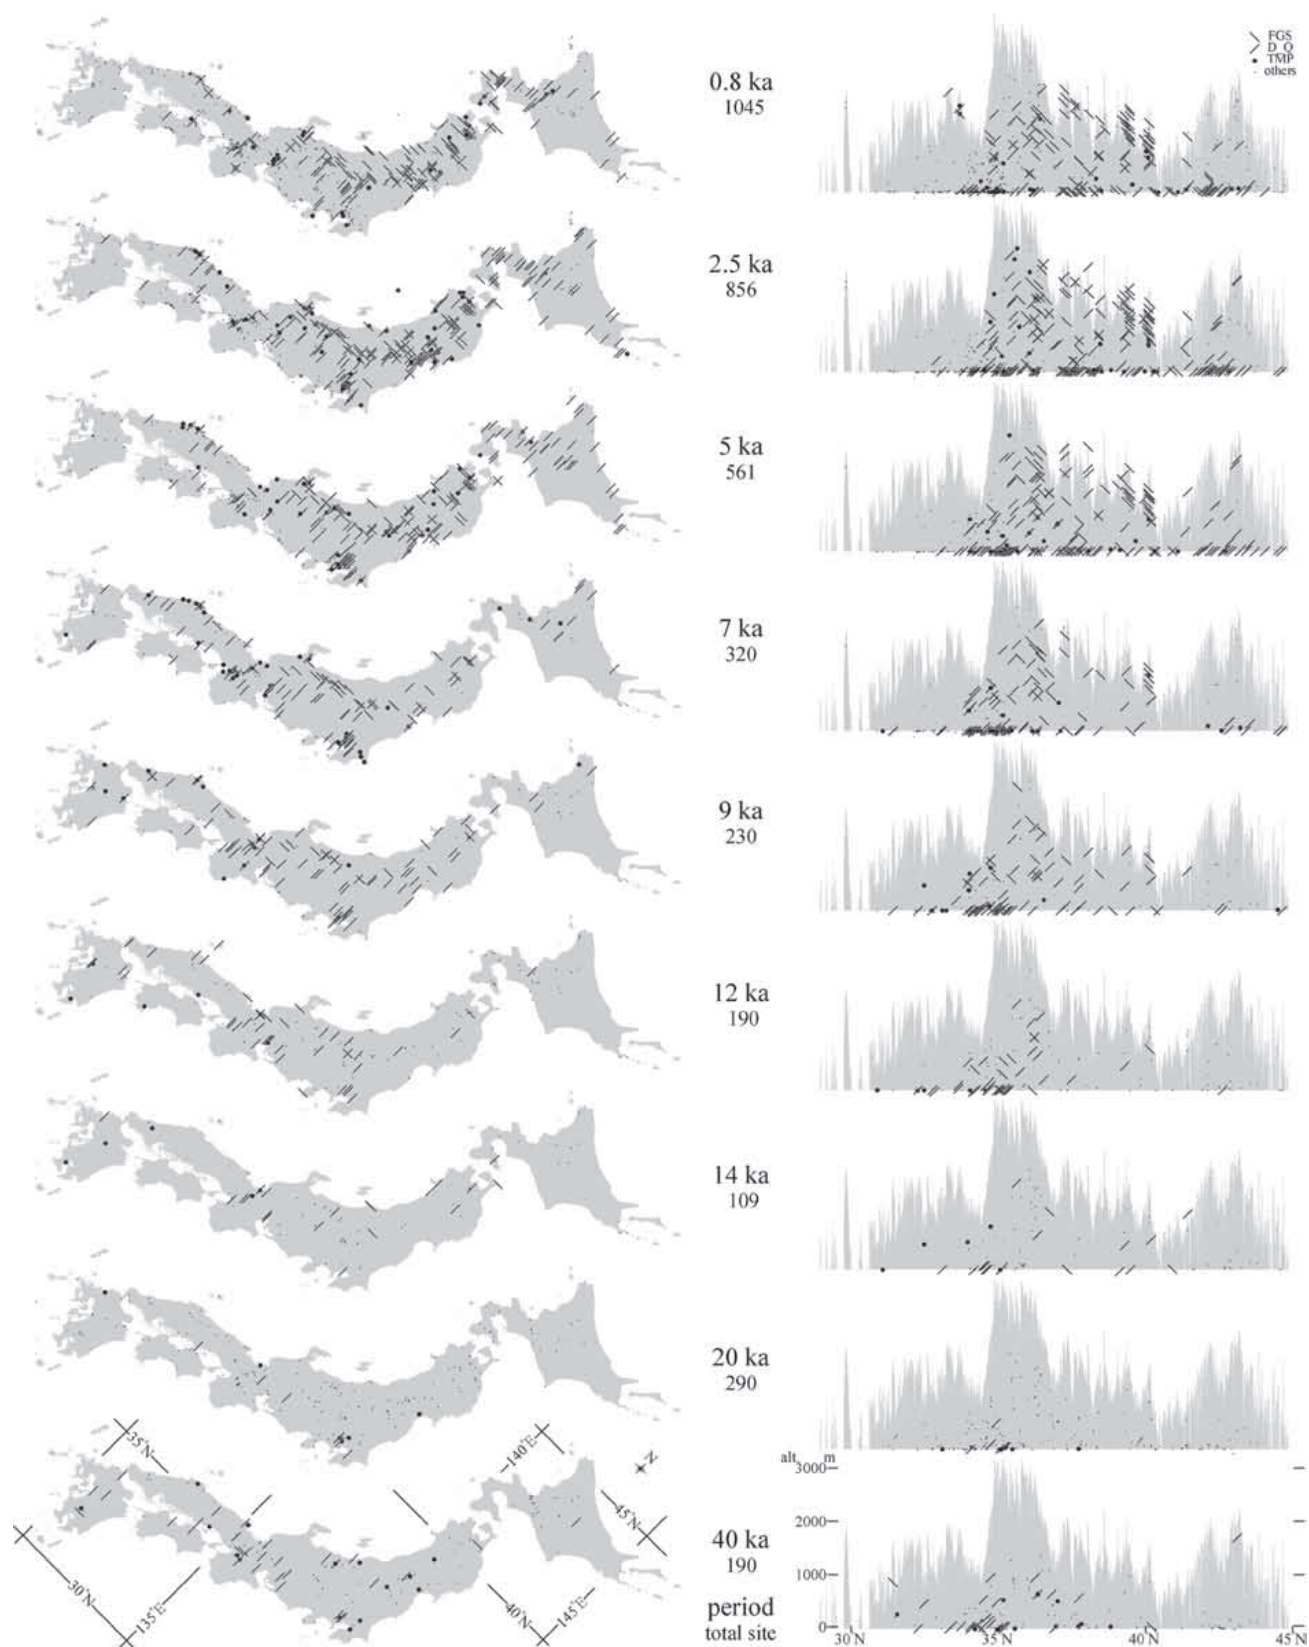 FGS
D_Q
TMP
others
0.8 ka
1045
2.5 ka
856
5 ka
561
7 ka
320
9 ka
230
12 ka
190
14 ka
109
20 ka
290
35°N
140°E
N
45°N
30°N
135°E
40°N
145°E
40 ka
190
period
total site
alt. m
3000
2000
1000
0
30°N
35°N
40°N
45°N